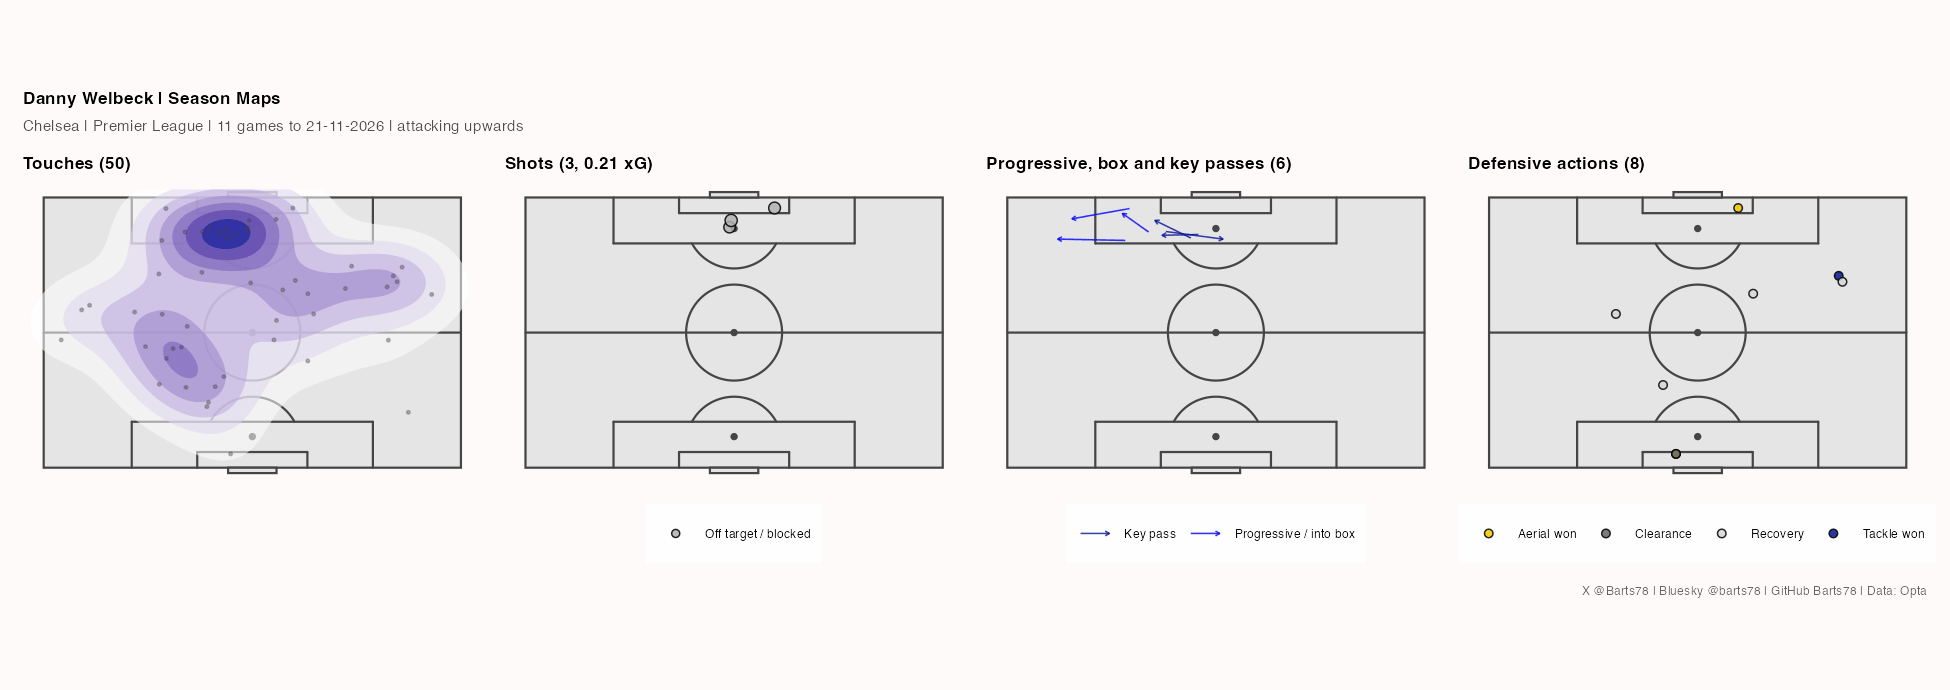 Danny Welbeck | Season Maps
Chelsea | Premier League | 11 games to 21-11-2026 | attacking upwards
Touches (50)
Shots (3, 0.21 xG)
Progressive, box and key passes (6)
Defensive actions (8)
Off target / blocked
Key pass
Progressive / into box
Aerial won
Clearance
Recovery
Tackle won
X @Barts78 | Bluesky @barts78 | GitHub Barts78 | Data: Opta